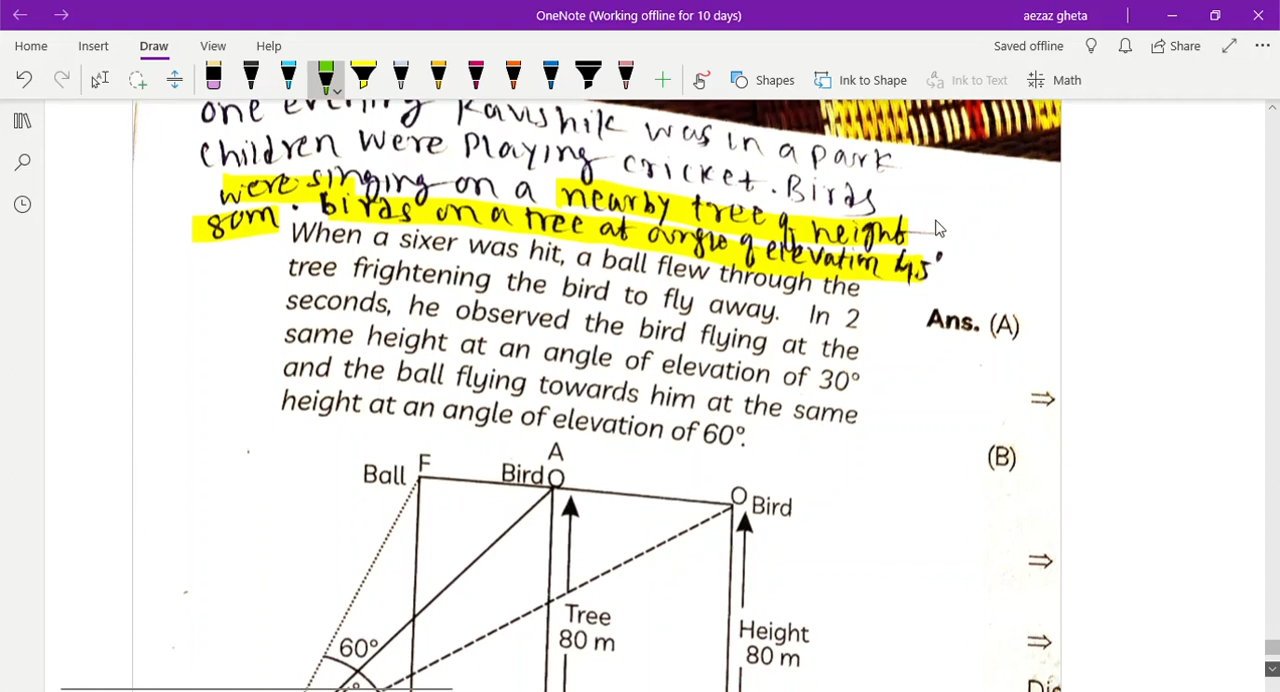 OneNote (Working offline for 10 days)
aezaz gheta
Home Insert Draw View Help
Saved offline
Share
Shapes
Ink to Shape
Ink to Text
Math
one evening Kaushik was in a park
children were playing cricket. Birds
were singing on a nearby tree of height
80m. birds on a tree at angle of elevation 45°
When a sixer was hit, a ball flew through the
tree frightening the bird to fly away. In 2
seconds, he observed the bird flying at the
same height at an angle of elevation of 30°
and the ball flying towards him at the same
height at an angle of elevation of 60°.
Ans. (A)
⇒
(B)
⇒
⇒
A
F
Ball
Bird
Bird
Tree
80 m
Height
80 m
60°